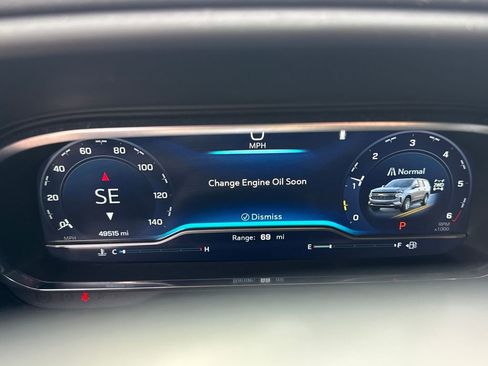 MPH
Change Engine Oil Soon
Dismiss
Range: 69 mi
40 60 80 100 120 140
20
SE
MPH
49515 mi
C H
0 1 2 3 4 5 6
Normal
P
RPM
x1000
E F